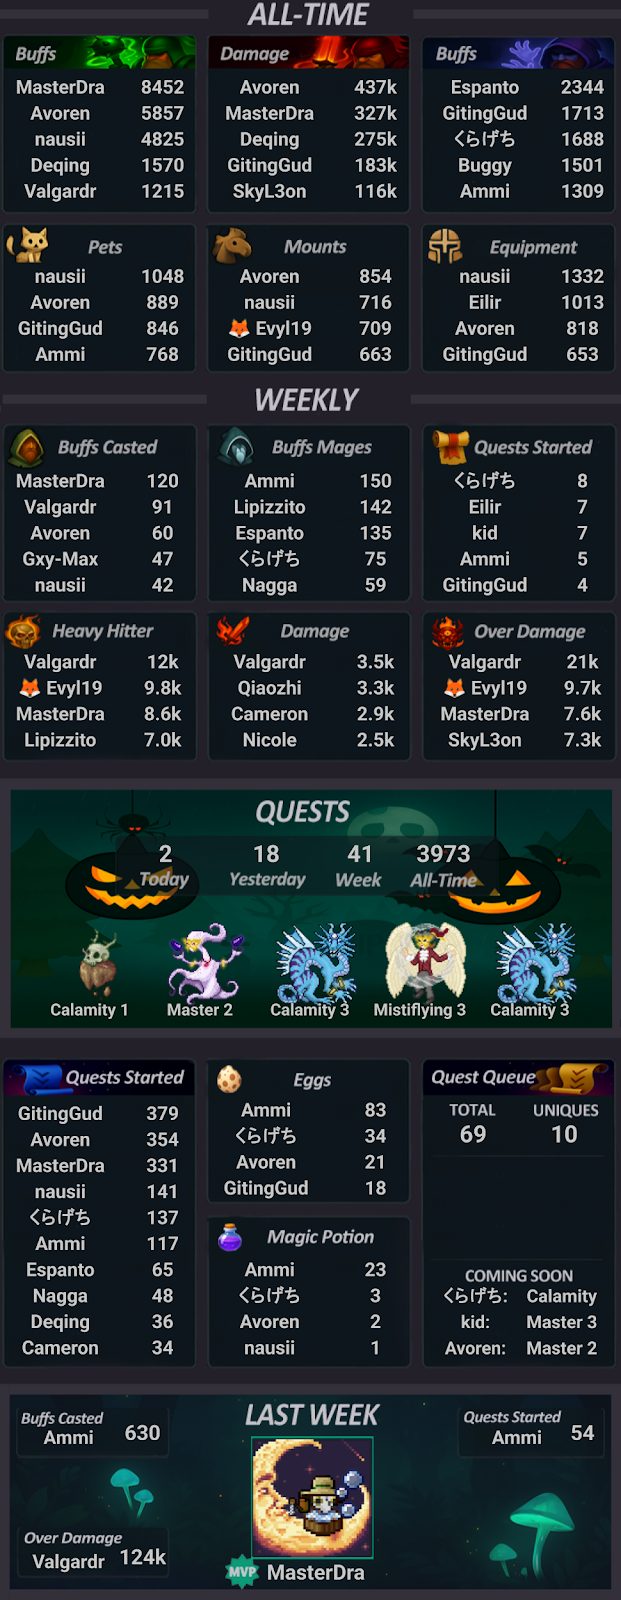 ALL-TIME
Buffs
MasterDra 8452
Avoren 5857
nausii 4825
Deqing 1570
Valgardr 1215
Damage
Avoren 437k
MasterDra 327k
Deqing 275k
GitingGud 183k
SkyL3on 116k
Buffs
Espanto 2344
GitingGud 1713
くらげち 1688
Buggy 1501
Ammi 1309
Pets
nausii 1048
Avoren 889
GitingGud 846
Ammi 768
Mounts
Avoren 854
nausii 716
🦊 Evyl19 709
GitingGud 663
Equipment
nausii 1332
Eilir 1013
Avoren 818
GitingGud 653
WEEKLY
Buffs Casted
MasterDra 120
Valgardr 91
Avoren 60
Gxy-Max 47
nausii 42
Buffs Mages
Ammi 150
Lipizzito 142
Espanto 135
くらげち 75
Nagga 59
Quests Started
くらげち 8
Eilir 7
kid 7
Ammi 5
GitingGud 4
Heavy Hitter
Valgardr 12k
🦊 Evyl19 9.8k
MasterDra 8.6k
Lipizzito 7.0k
Damage
Valgardr 3.5k
Qiaozhi 3.3k
Cameron 2.9k
Nicole 2.5k
Over Damage
Valgardr 21k
🦊 Evyl19 9.7k
MasterDra 7.6k
SkyL3on 7.3k
QUESTS
2 18 41 3973
Today Yesterday Week All-Time
Calamity 1 Master 2 Calamity 3 Mistiflying 3 Calamity 3
Quests Started
GitingGud 379
Avoren 354
MasterDra 331
nausii 141
くらげち 137
Ammi 117
Espanto 65
Nagga 48
Deqing 36
Cameron 34
Eggs
Ammi 83
くらげち 34
Avoren 21
GitingGud 18
Magic Potion
Ammi 23
くらげち 3
Avoren 2
nausii 1
Quest Queue
TOTAL UNIQUES
69 10
COMING SOON
くらげち: Calamity
kid: Master 3
Avoren: Master 2
LAST WEEK
Buffs Casted
Ammi 630
Quests Started
Ammi 54
Over Damage
Valgardr 124k
MVP MasterDra